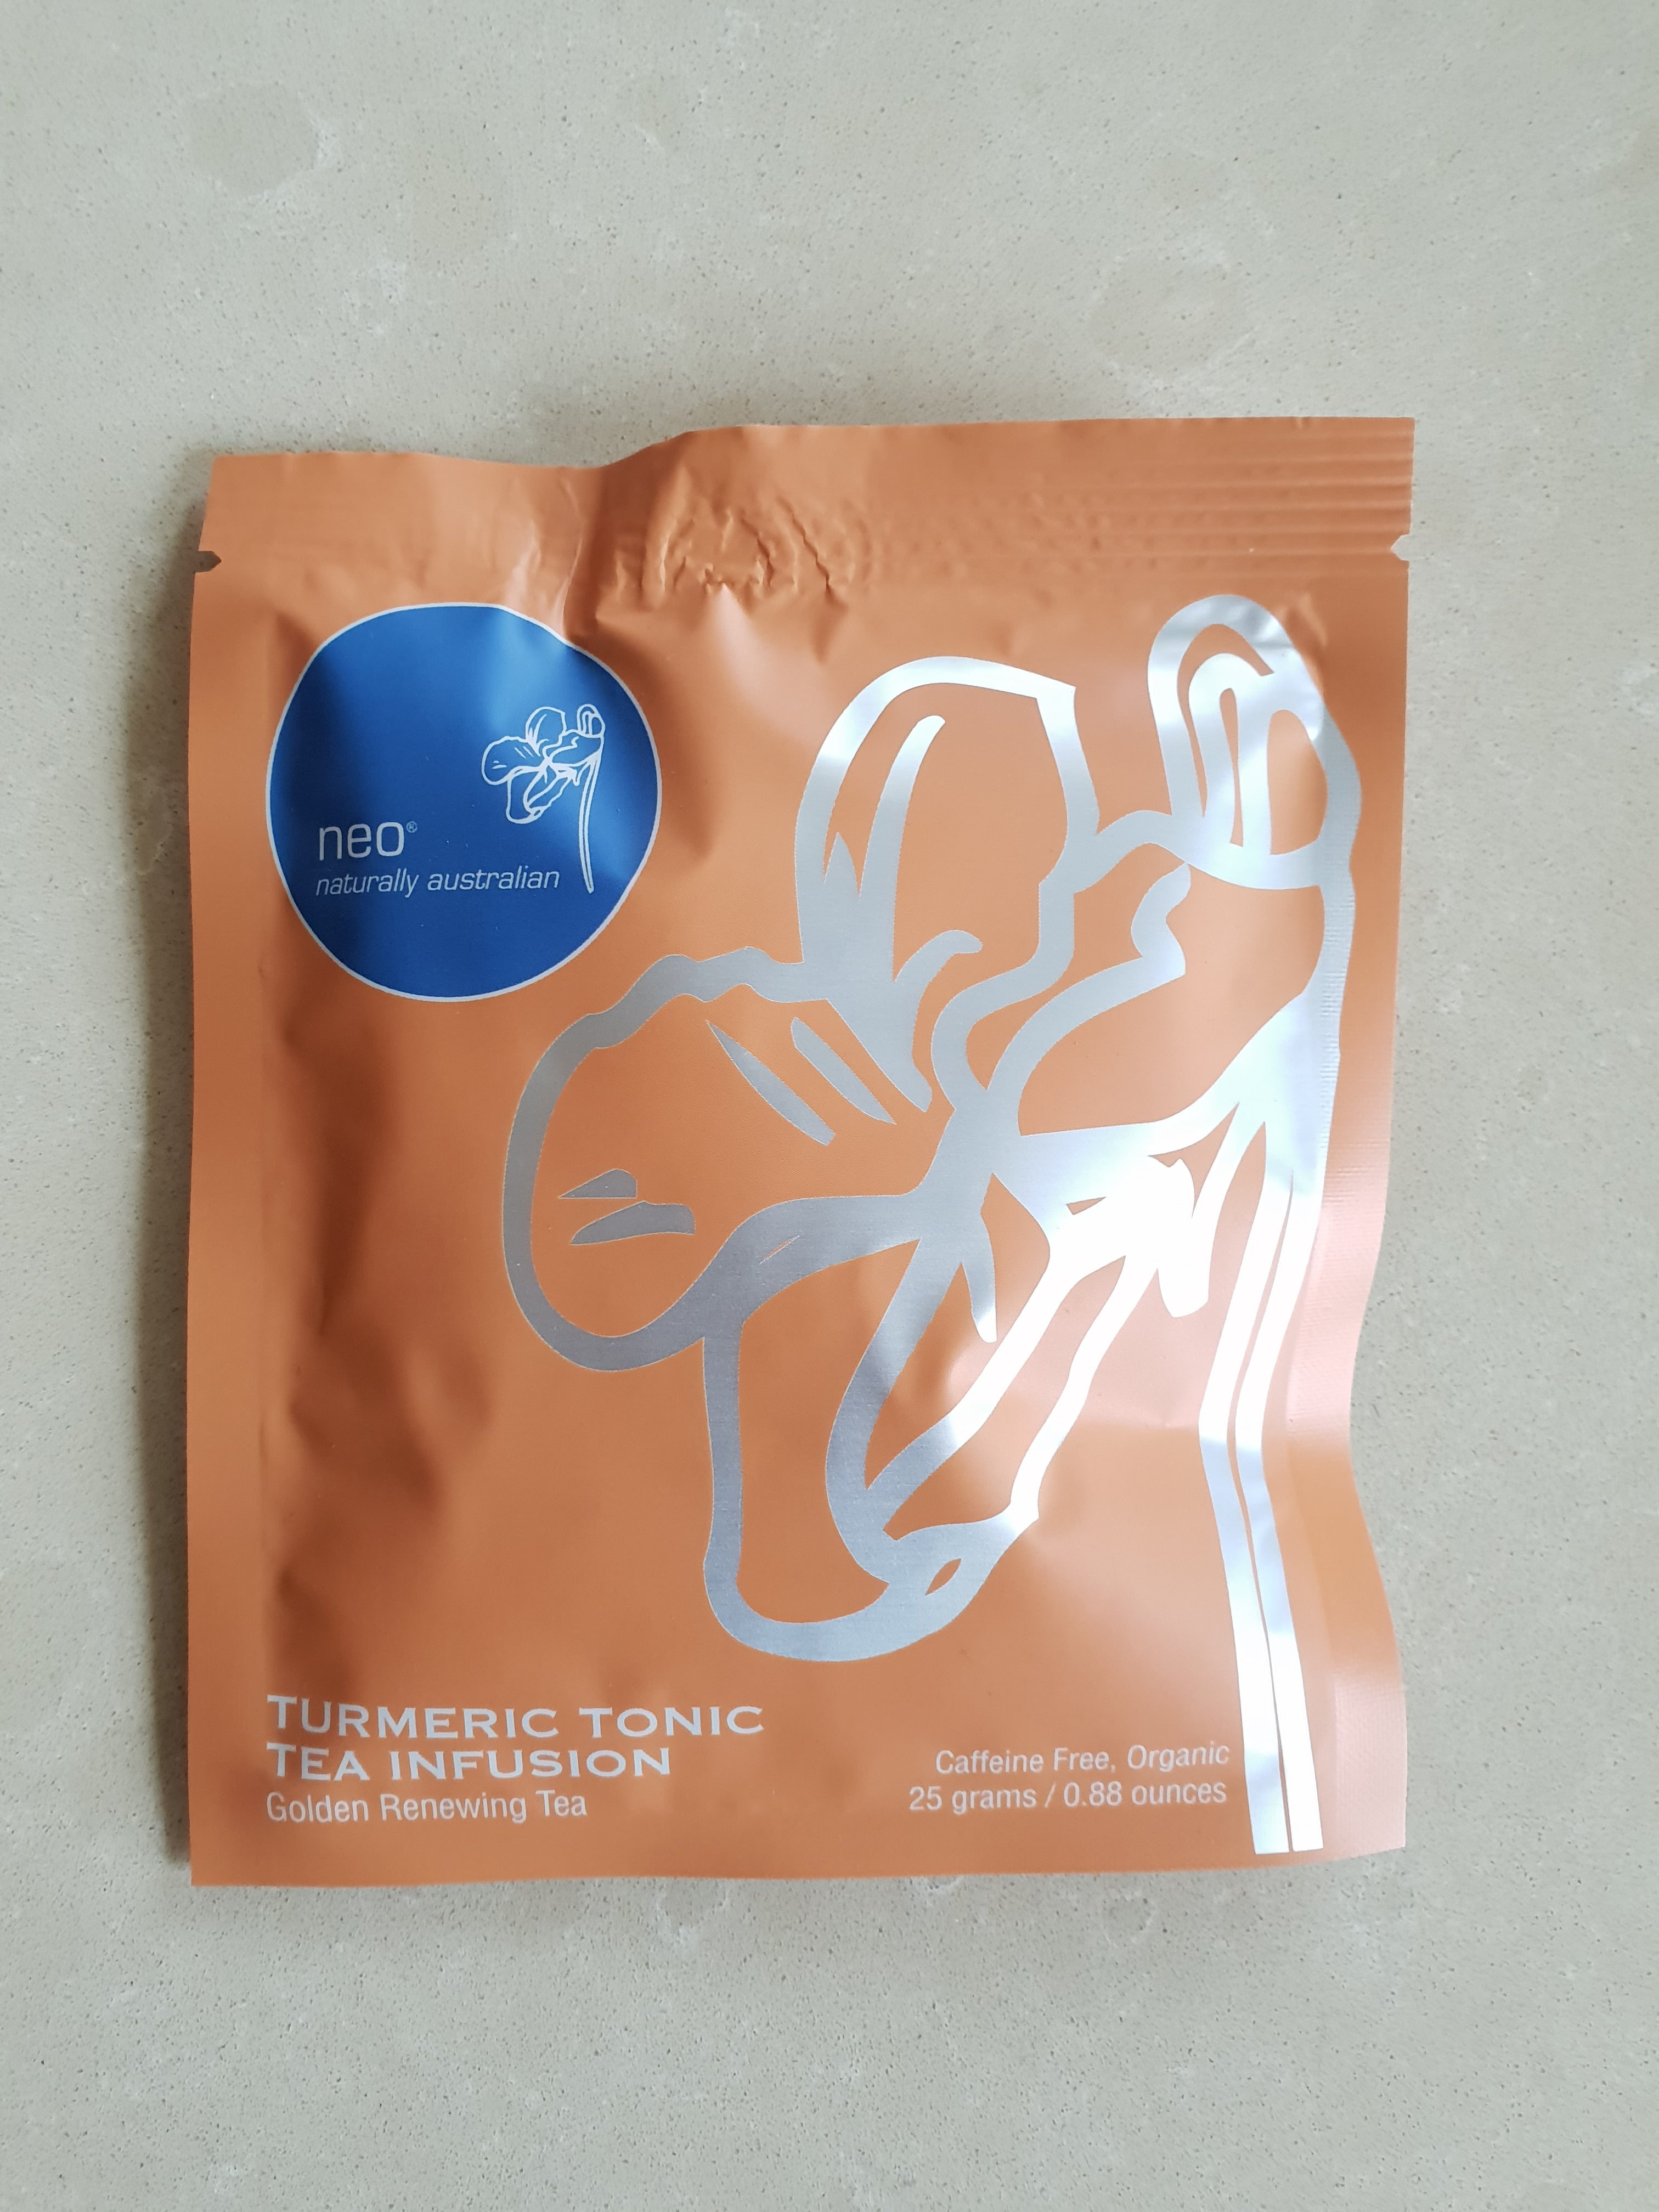 neo®
naturally australian
TURMERIC TONIC
TEA INFUSION
Golden Renewing Tea
Caffeine Free, Organic
25 grams / 0.88 ounces